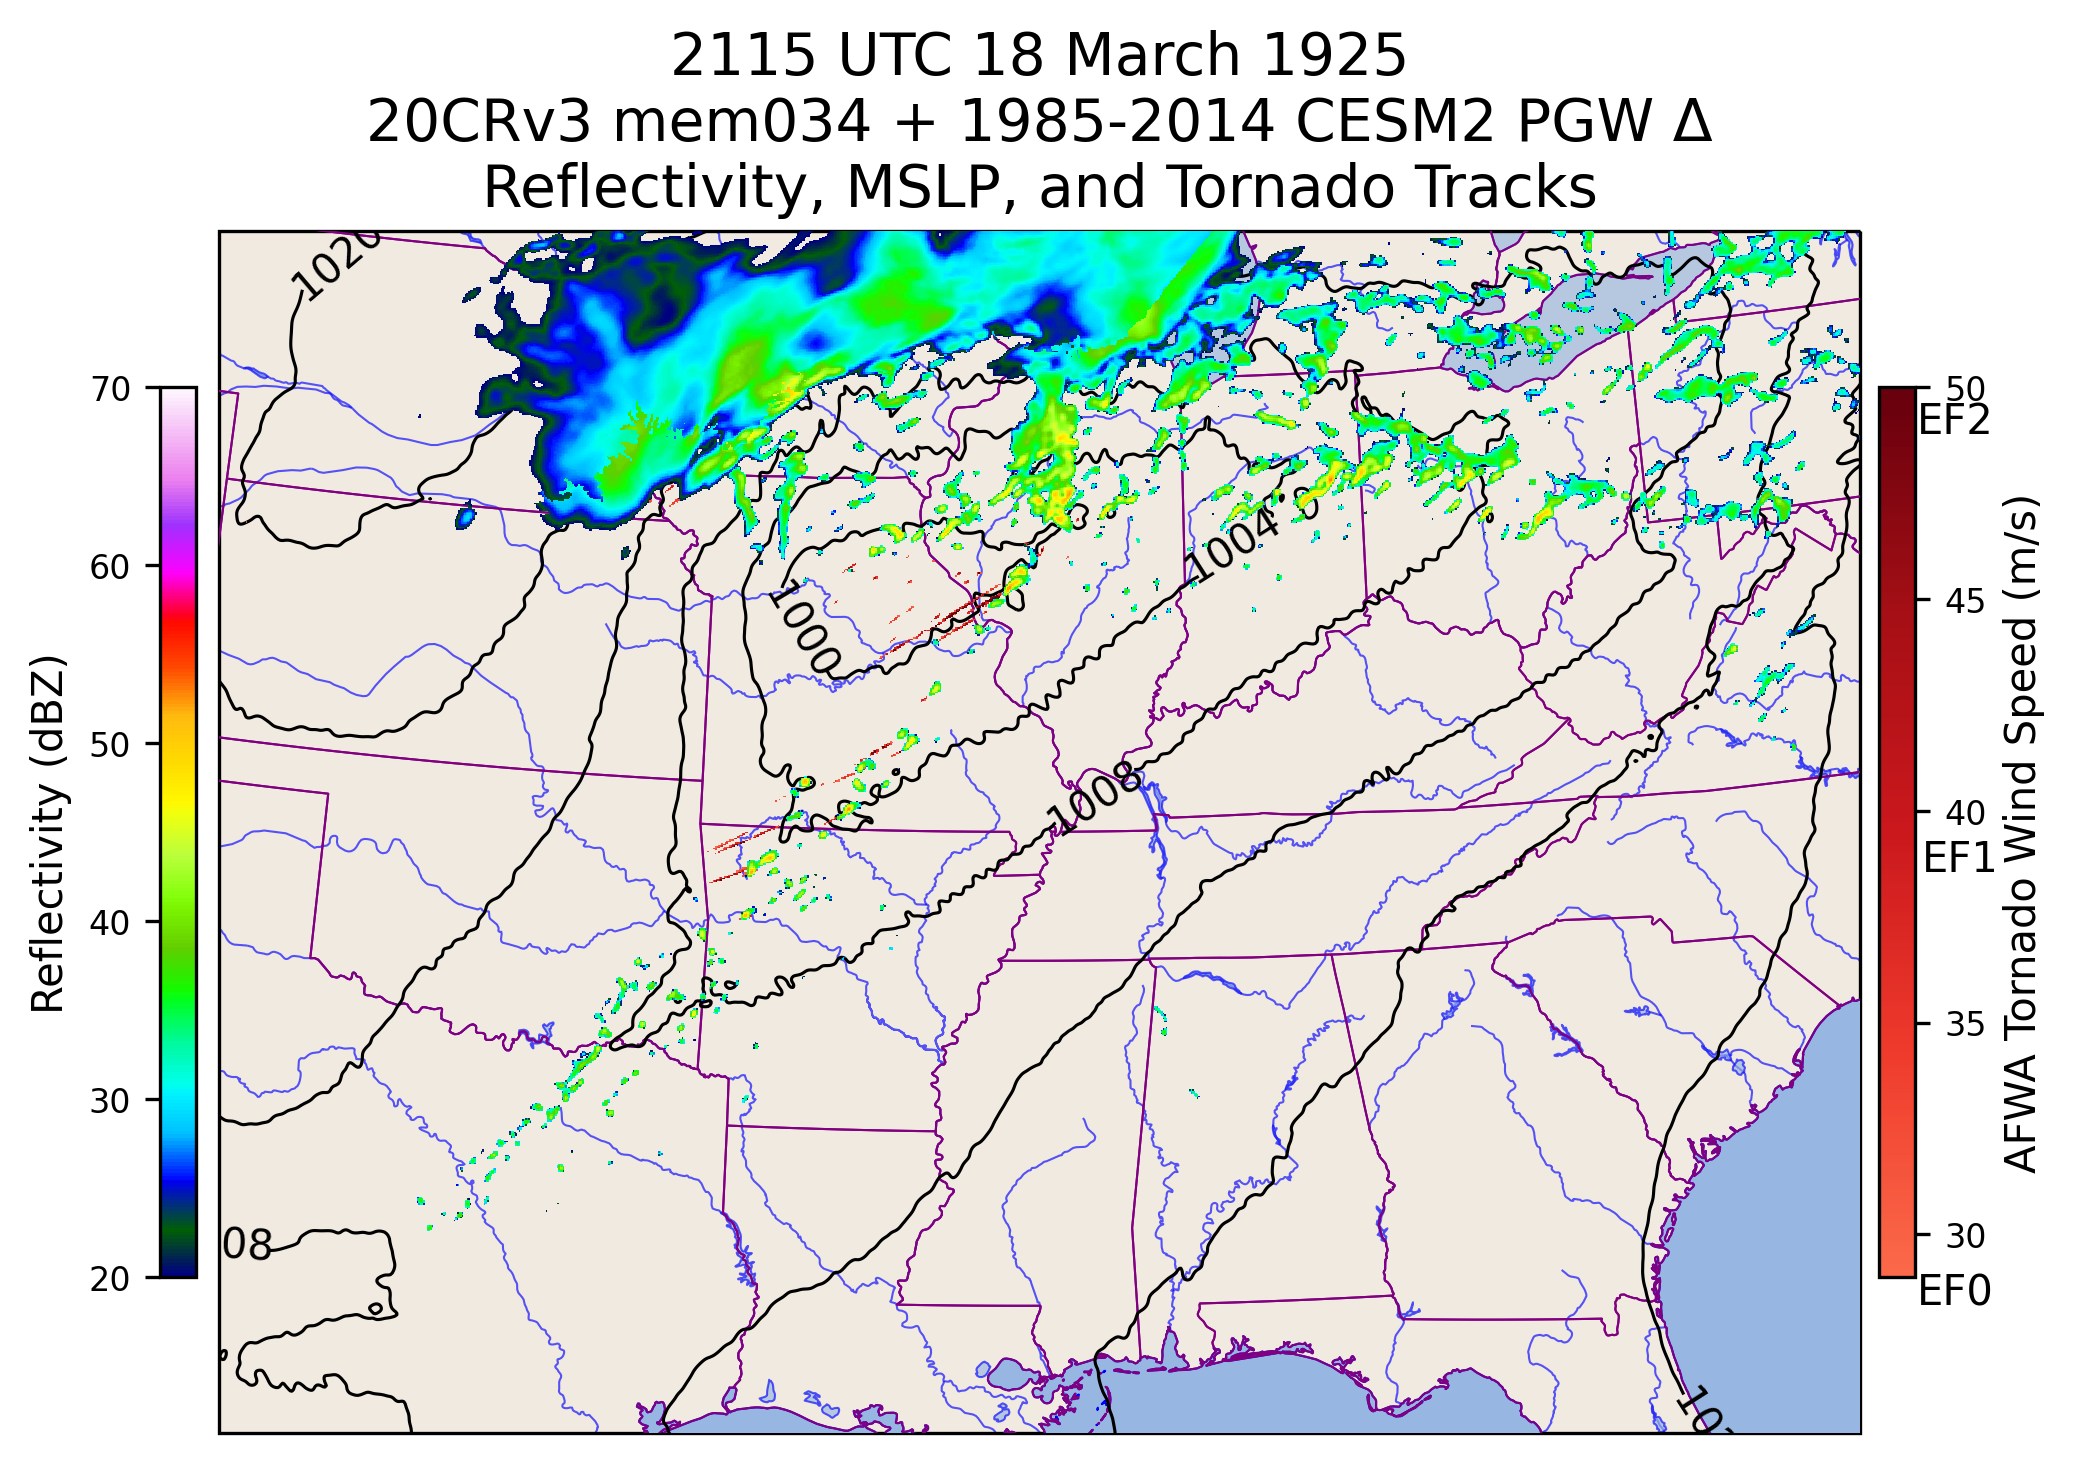 2115 UTC 18 March 1925
20CRv3 mem034 + 1985-2014 CESM2 PGW Δ
Reflectivity, MSLP, and Tornado Tracks
1020
1004
1000
1008
08
70
60
50
40
30
20
Reflectivity (dBZ)
50
EF2
45
40
EF1
35
30
EF0
AFWA Tornado Wind Speed (m/s)